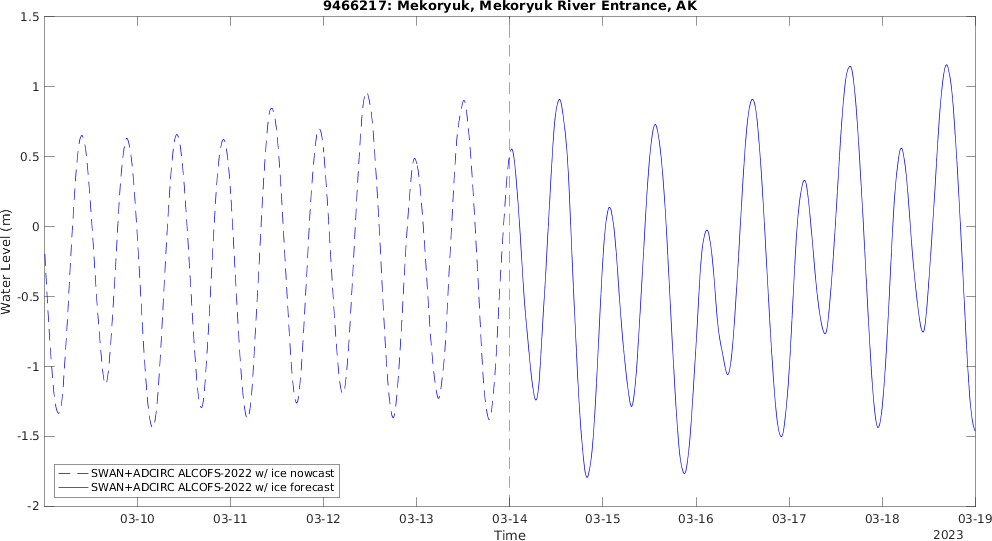 9466217: Mekoryuk, Mekoryuk River Entrance, AK
1.5
1
0.5
0
-0.5
-1
-1.5
-2
Water Level (m)
SWAN+ADCIRC ALCOFS-2022 w/ ice nowcast
SWAN+ADCIRC ALCOFS-2022 w/ ice forecast
03-10 03-11 03-12 03-13 03-14 03-15 03-16 03-17 03-18 03-19
Time
2023